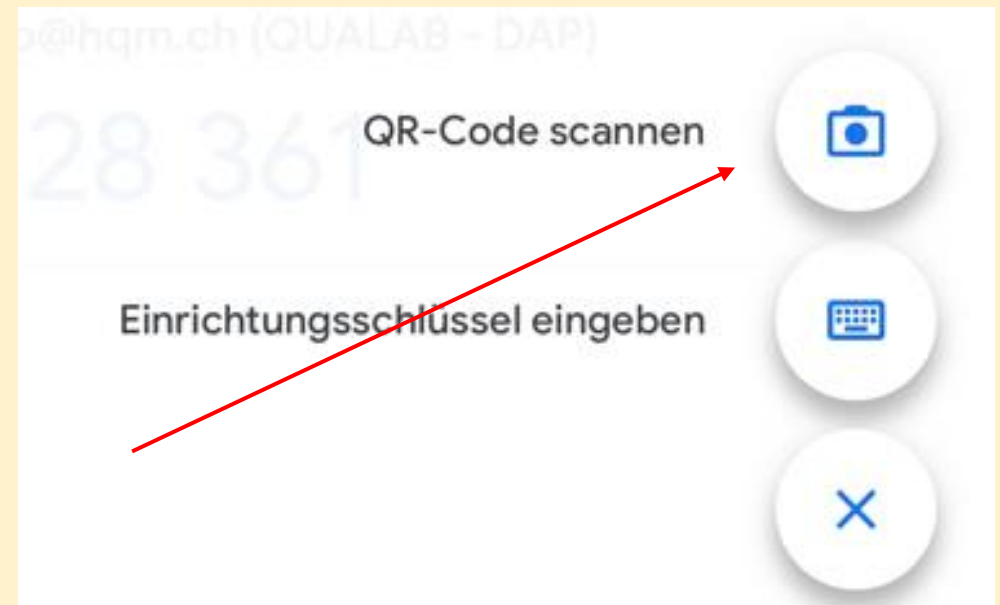 @hqm.ch (QUALAB - DAP)
28 361
QR-Code scannen
Einrichtungsschlüssel eingeben